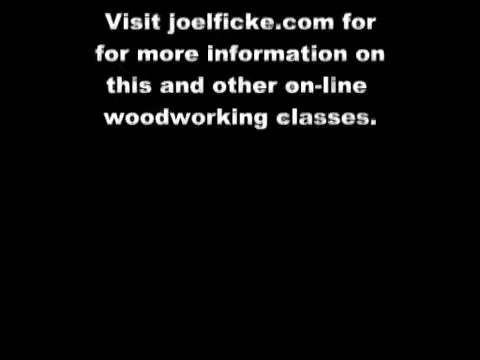 Visit joelficke.com for
for more information on
this and other on-line
woodworking classes.